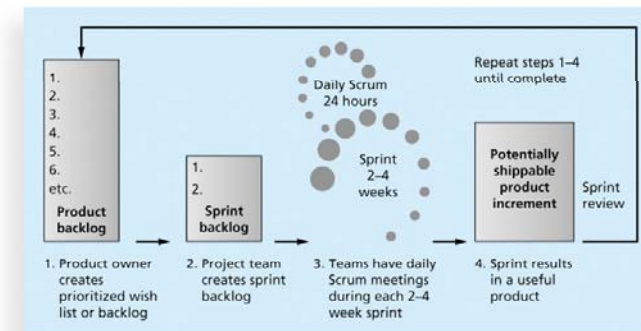 Repeat steps 1–4
until complete
1.
2.
3.
4.
5.
6.
etc.
Product
backlog
1.
2.
Sprint
backlog
Daily Scrum
24 hours
Sprint
2–4
weeks
Potentially
shippable
product
increment
Sprint
review
1. Product owner
creates
prioritized wish
list or backlog
2. Project team
creates sprint
backlog
3. Teams have daily
Scrum meetings
during each 2–4
week sprint
4. Sprint results
in a useful
product